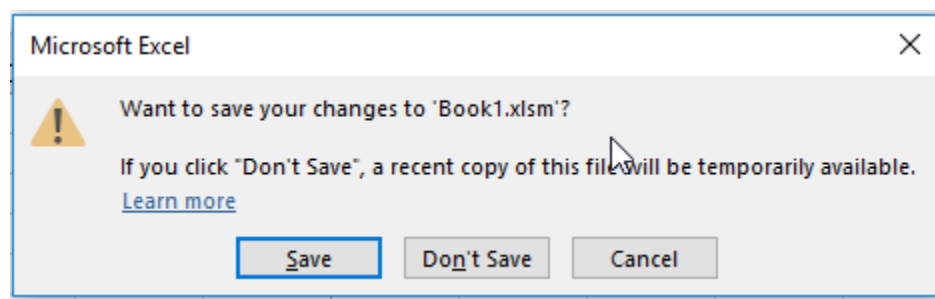 Microsoft Excel
Want to save your changes to 'Book1.xlsm'?
If you click "Don't Save", a recent copy of this file will be temporarily available.
Learn more
Save Don't Save Cancel